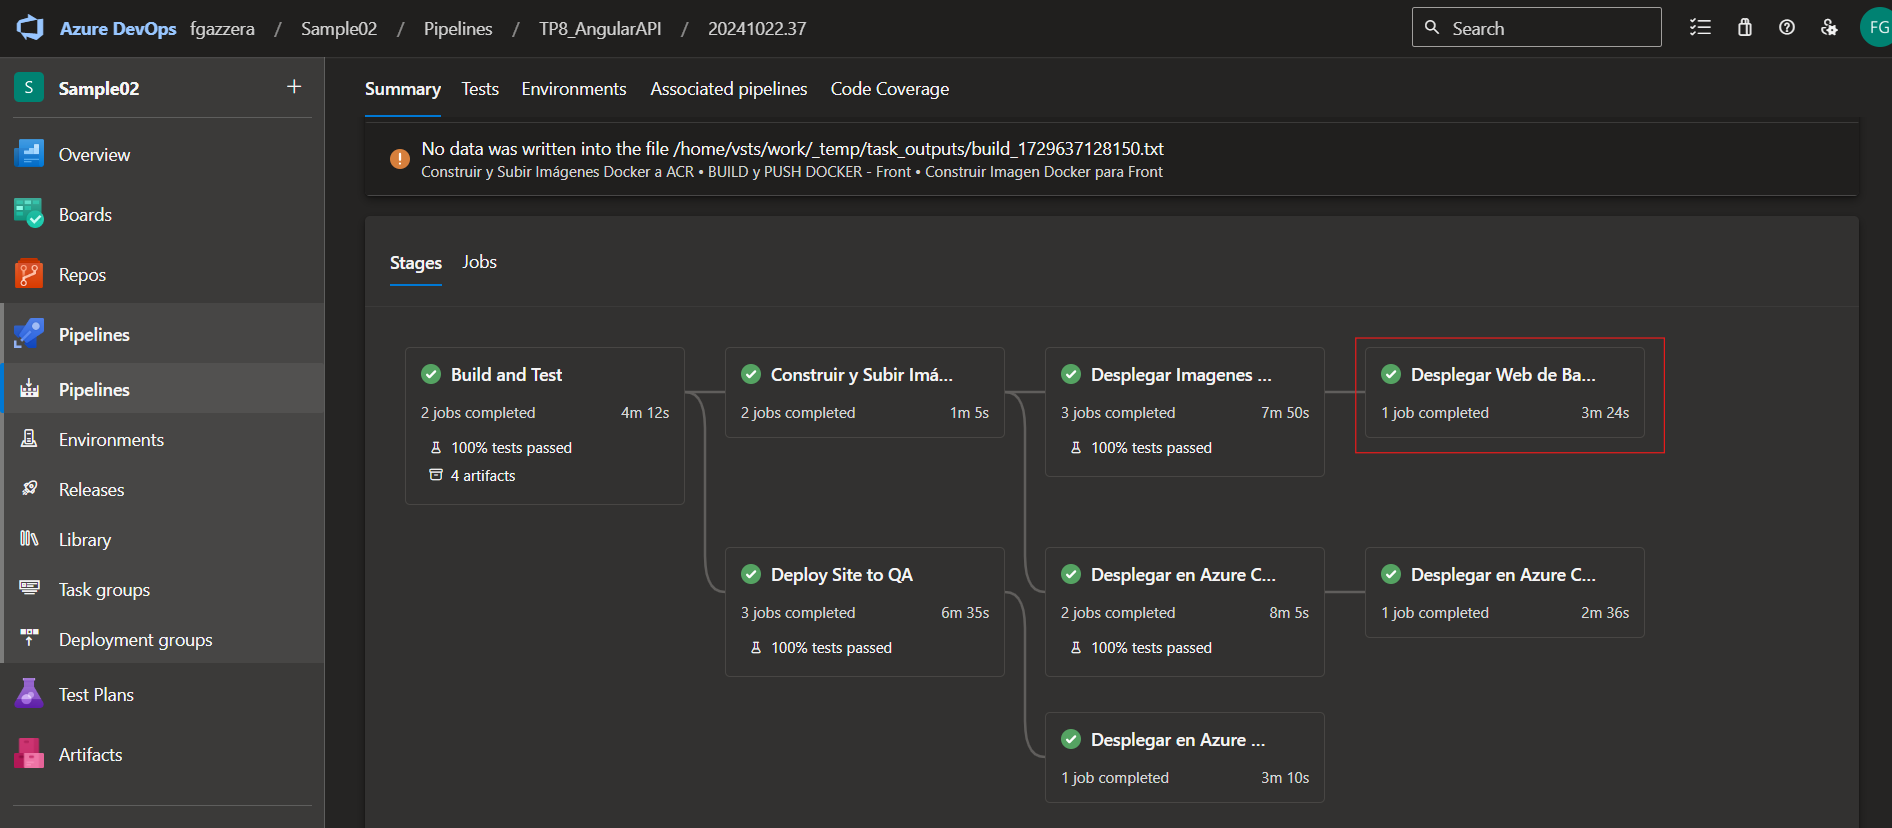 Azure DevOps fgazzera / Sample02 / Pipelines / TP8_AngularAPI / 20241022.37
Search
FG
S Sample02 +
Overview
Boards
Repos
Pipelines
Pipelines
Environments
Releases
Library
Task groups
Deployment groups
Test Plans
Artifacts
Summary Tests Environments Associated pipelines Code Coverage
No data was written into the file /home/vsts/work/_temp/task_outputs/build_1729637128150.txt
Construir y Subir Imágenes Docker a ACR • BUILD y PUSH DOCKER - Front • Construir Imagen Docker para Front
Stages Jobs
Build and Test
2 jobs completed 4m 12s
100% tests passed
4 artifacts
Construir y Subir Imá...
2 jobs completed 1m 5s
Desplegar Imagenes ...
3 jobs completed 7m 50s
100% tests passed
Desplegar Web de Ba...
1 job completed 3m 24s
Deploy Site to QA
3 jobs completed 6m 35s
100% tests passed
Desplegar en Azure C...
2 jobs completed 8m 5s
100% tests passed
Desplegar en Azure C...
1 job completed 2m 36s
Desplegar en Azure ...
1 job completed 3m 10s